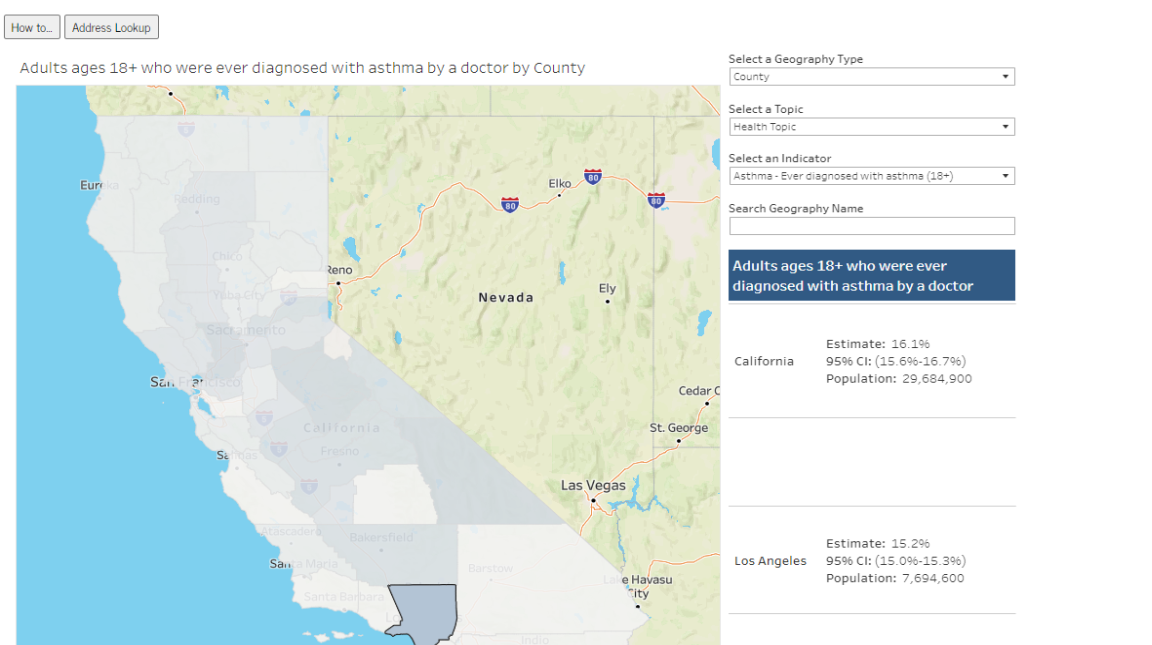 How to...
Address Lookup
Adults ages 18+ who were ever diagnosed with asthma by a doctor by County
Select a Geography Type
County
Select a Topic
Health Topic
Select an Indicator
Asthma - Ever diagnosed with asthma (18+)
Search Geography Name
Adults ages 18+ who were ever
diagnosed with asthma by a doctor
California
Estimate: 16.1%
95% CI: (15.6%-16.7%)
Population: 29,684,900
Los Angeles
Estimate: 15.2%
95% CI: (15.0%-15.3%)
Population: 7,694,600
5
Eureka
Elko
80
80
Redding
Chico
Reno
Nevada
Ely
Yuba City
Sacramento
San Francisco
Cedar C
California
St. George
5
Fresno
5
Salinas
Las Vegas
5
Atascadero
Bakersfield
Santa Maria
Barstow
Lake Havasu
City
Santa Barbara
Lo
Indio